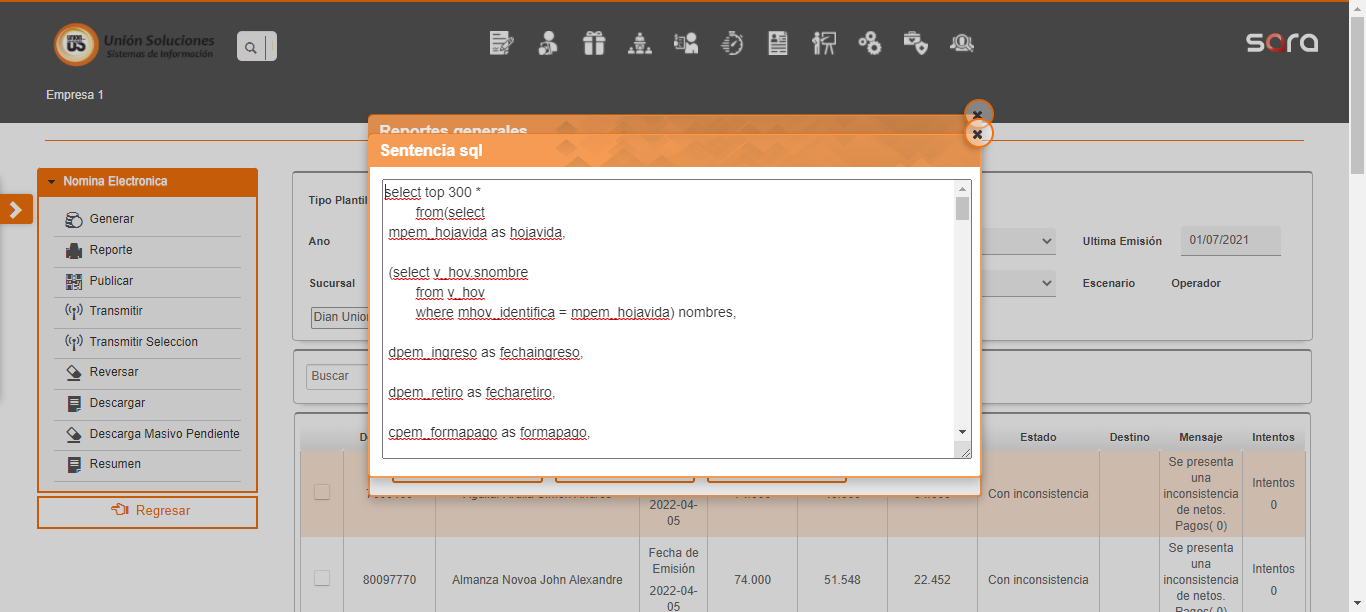 UNION
US
Unión Soluciones
Sistemas de Información
sara
Empresa 1
Reportes generales
Sentencia sql
select top 300 *
from(select
mpem_hojavida as hojavida,
(select v_hov.snombre
from v_hov
where mhov_identifica = mpem_hojavida) nombres,
dpem_ingreso as fechaingreso,
dpem_retiro as fecharetiro,
cpem_formapago as formapago,
Nomina Electronica
Generar
Reporte
Publicar
Transmitir
Transmitir Seleccion
Reversar
Descargar
Descarga Masivo Pendiente
Resumen
Regresar
Tipo Plantil
Ano
Ultima Emisión
01/07/2021
Sucursal
Escenario
Operador
Dian Union
Buscar
D
Estado
Destino
Mensaje
Intentos
2022-04-
05
Con inconsistencia
Se presenta
una
inconsistencia
de netos.
Pagos( 0)
Intentos
0
80097770
Almanza Novoa John Alexandre
Fecha de
Emisión
2022-04-
05
74.000
51.548
22.452
Con inconsistencia
Se presenta
una
inconsistencia
de netos.
Pagos( 0)
Intentos
0